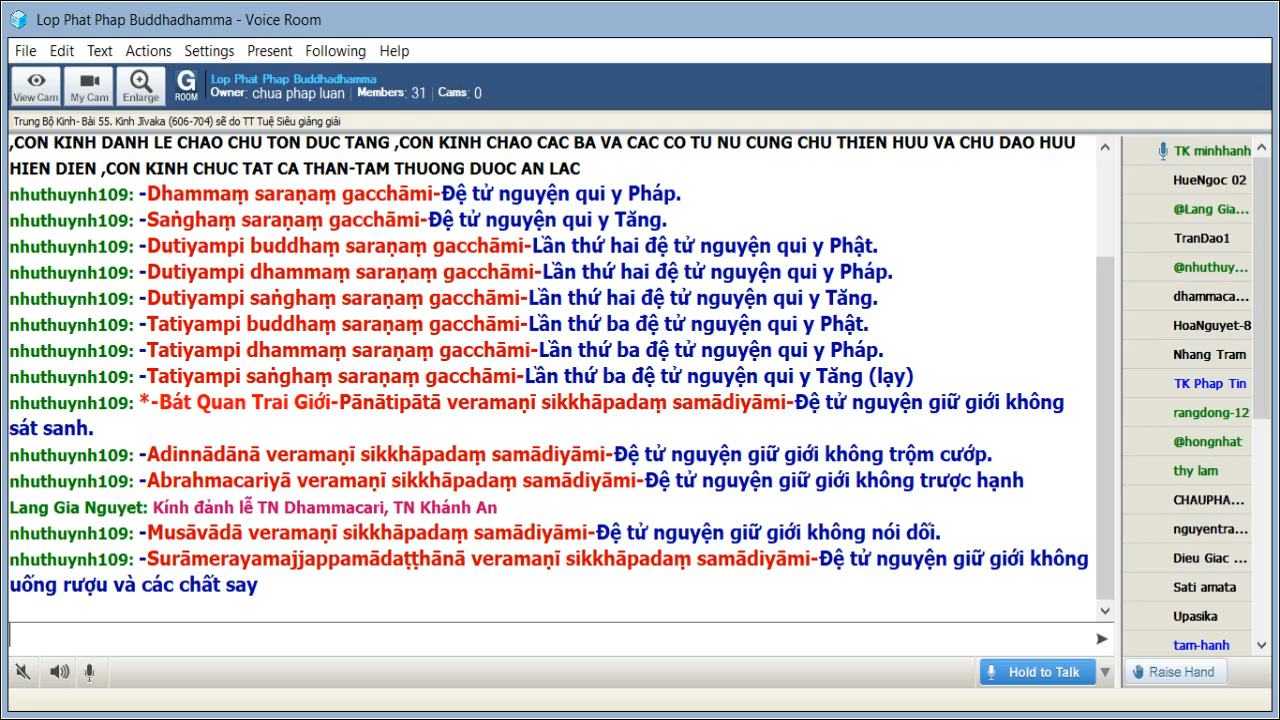 Lop Phat Phap Buddhadhamma - Voice Room
File Edit Text Actions Settings Present Following Help
View Cam My Cam Enlarge G ROOM
Lop Phat Phap Buddhadhamma
Owner: chua phap luan Members: 31 Cams: 0
Trung Bộ Kinh- Bài 55. Kinh Jīvaka (606-704) sẽ do TT Tuệ Siêu giảng giải
,CON KINH DANH LE CHAO CHU TON DUC TANG ,CON KINH CHAO CAC BA VA CAC CO TU NU CUNG CHU THIEN HUU VA CHU DAO HUU
HIEN DIEN ,CON KINH CHUC TAT CA THAN-TAM THUONG DUOC AN LAC
nhuthuynh109: -Dhammaṃ saraṇaṃ gacchāmi-Đệ tử nguyện qui y Pháp.
nhuthuynh109: -Saṅghaṃ saraṇaṃ gacchāmi-Đệ tử nguyện qui y Tăng.
nhuthuynh109: -Dutiyampi buddhaṃ saraṇaṃ gacchāmi-Lần thứ hai đệ tử nguyện qui y Phật.
nhuthuynh109: -Dutiyampi dhammaṃ saraṇaṃ gacchāmi-Lần thứ hai đệ tử nguyện qui y Pháp.
nhuthuynh109: -Dutiyampi saṅghaṃ saraṇaṃ gacchāmi-Lần thứ hai đệ tử nguyện qui y Tăng.
nhuthuynh109: -Tatiyampi buddhaṃ saraṇaṃ gacchāmi-Lần thứ ba đệ tử nguyện qui y Phật.
nhuthuynh109: -Tatiyampi dhammaṃ saraṇaṃ gacchāmi-Lần thứ ba đệ tử nguyện qui y Pháp.
nhuthuynh109: -Tatiyampi saṅghaṃ saraṇaṃ gacchāmi-Lần thứ ba đệ tử nguyện qui y Tăng (lạy)
nhuthuynh109: *-Bát Quan Trai Giới-Pānātipātā veramaṇī sikkhāpadaṃ samādiyāmi-Đệ tử nguyện giữ giới không
sát sanh.
nhuthuynh109: -Adinnādānā veramaṇī sikkhāpadaṃ samādiyāmi-Đệ tử nguyện giữ giới không trộm cướp.
nhuthuynh109: -Abrahmacariyā veramaṇī sikkhāpadaṃ samādiyāmi-Đệ tử nguyện giữ giới không trược hạnh
Lang Gia Nguyet: Kính đảnh lễ TN Dhammacari, TN Khánh An
nhuthuynh109: -Musāvādā veramaṇī sikkhāpadaṃ samādiyāmi-Đệ tử nguyện giữ giới không nói dối.
nhuthuynh109: -Surāmerayamajjappamādaṭṭhānā veramaṇī sikkhāpadaṃ samādiyāmi-Đệ tử nguyện giữ giới không
uống rượu và các chất say
TK minhhanh
HueNgoc 02
@Lang Gia...
TranDao1
@nhuthuy...
dhammaca...
HoaNguyet-8
Nhang Tram
TK Phap Tin
rangdong-12
@hongnhat
thy lam
CHAUPHA...
nguyentra...
Dieu Giac ...
Sati amata
Upasika
tam-hanh
Hold to Talk
Raise Hand